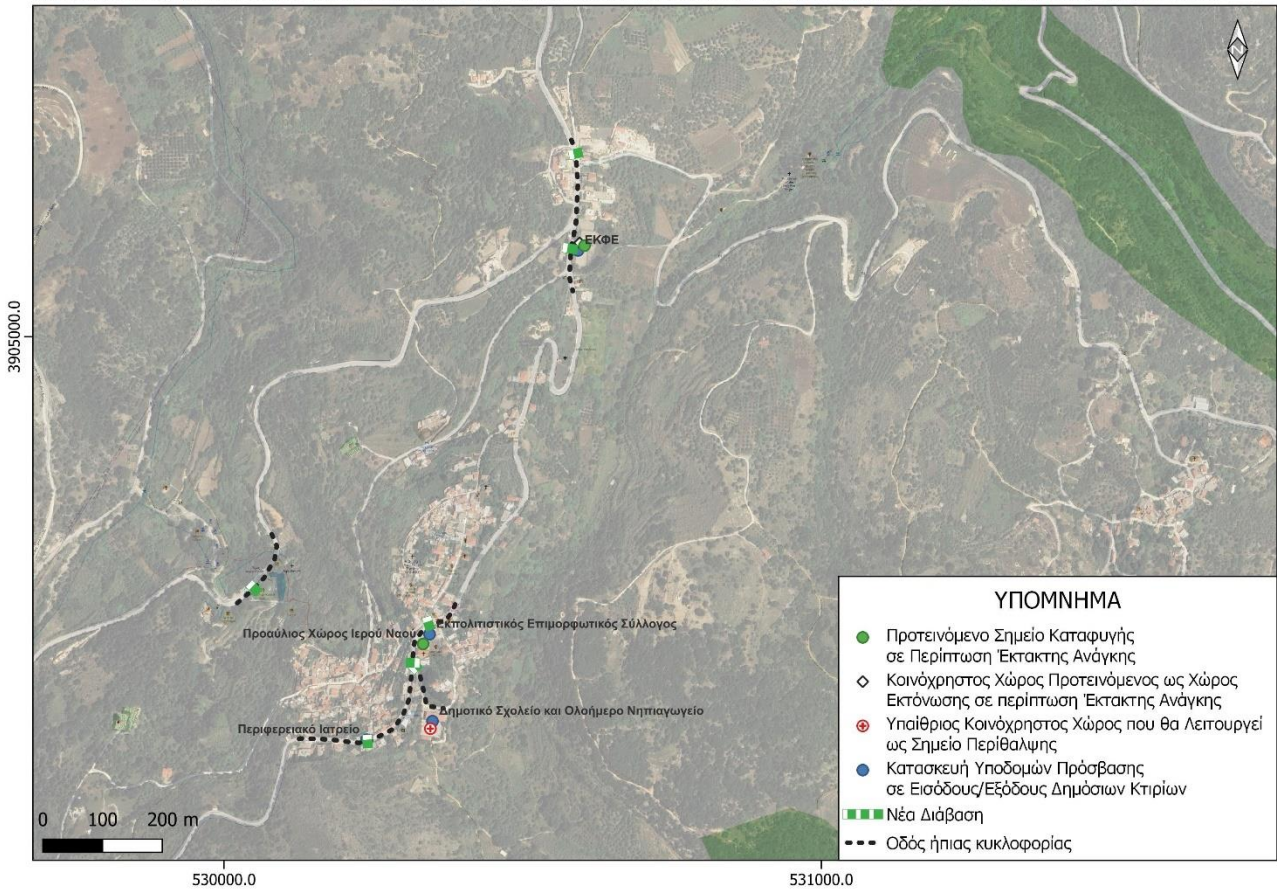 N
ΕΚΦΕ
3905000.0
Εκπολιτιστικός Επιμορφωτικός Σύλλογος
Προαύλιος Χώρος Ιερού Ναού
Δημοτικό Σχολείο και Ολοήμερο Νηπιαγωγείο
Περιφερειακό Ιατρείο
ΥΠΟΜΝΗΜΑ
Προτεινόμενο Σημείο Καταφυγής
σε Περίπτωση Έκτακτης Ανάγκης
Κοινόχρηστος Χώρος Προτεινόμενος ως Χώρος
Εκτόνωσης σε περίπτωση Έκτακτης Ανάγκης
Υπαίθριος Κοινόχρηστος Χώρος που θα Λειτουργεί
ως Σημείο Περίθαλψης
Κατασκευή Υποδομών Πρόσβασης
σε Εισόδους/Εξόδους Δημόσιων Κτιρίων
Νέα Διάβαση
Οδός ήπιας κυκλοφορίας
0 100 200 m
530000.0 531000.0